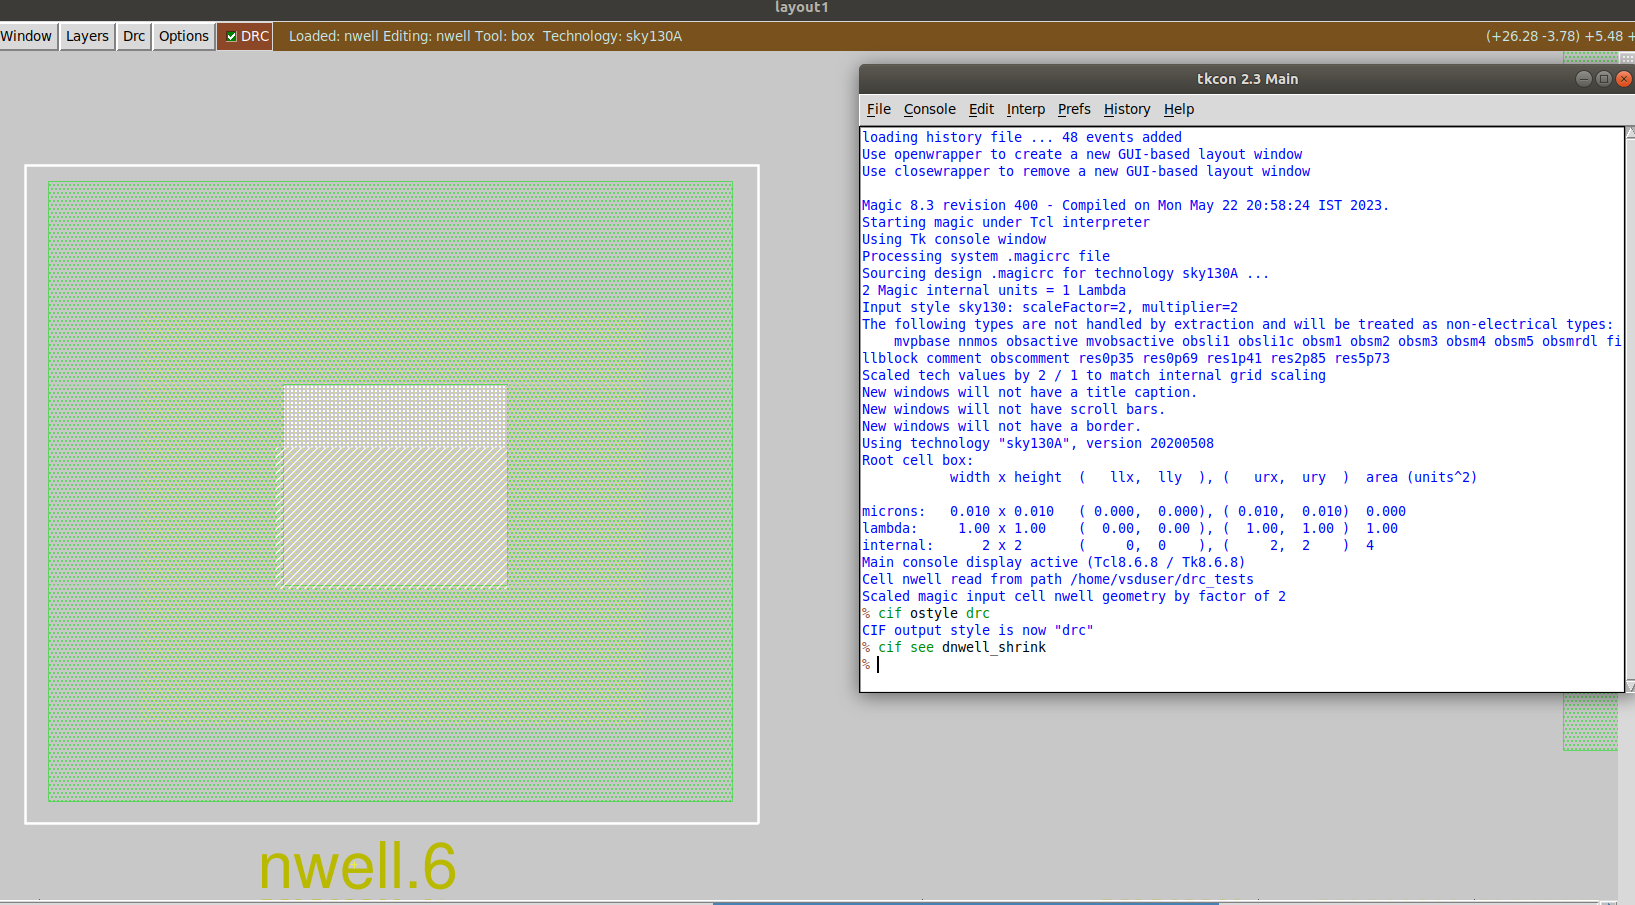 layout1
Window Layers Drc Options DRC Loaded: nwell Editing: nwell Tool: box Technology: sky130A (+26.28 -3.78) +5.48 +
tkcon 2.3 Main
File Console Edit Interp Prefs History Help
loading history file ... 48 events added
Use openwrapper to create a new GUI-based layout window
Use closewrapper to remove a new GUI-based layout window
Magic 8.3 revision 400 - Compiled on Mon May 22 20:58:24 IST 2023.
Starting magic under Tcl interpreter
Using Tk console window
Processing system .magicrc file
Sourcing design .magicrc for technology sky130A ...
2 Magic internal units = 1 Lambda
Input style sky130: scaleFactor=2, multiplier=2
The following types are not handled by extraction and will be treated as non-electrical types:
mvpbase nnmos obsactive mvobsactive obsli1 obsli1c obsm1 obsm2 obsm3 obsm4 obsm5 obsmrdl fi
llblock comment obscomment res0p35 res0p69 res1p41 res2p85 res5p73
Scaled tech values by 2 / 1 to match internal grid scaling
New windows will not have a title caption.
New windows will not have scroll bars.
New windows will not have a border.
Using technology "sky130A", version 20200508
Root cell box:
width x height ( llx, lly ), ( urx, ury ) area (units^2)
microns: 0.010 x 0.010 ( 0.000, 0.000), ( 0.010, 0.010) 0.000
lambda: 1.00 x 1.00 ( 0.00, 0.00 ), ( 1.00, 1.00 ) 1.00
internal: 2 x 2 ( 0, 0 ), ( 2, 2 ) 4
Main console display active (Tcl8.6.8 / Tk8.6.8)
Cell nwell read from path /home/vsduser/drc_tests
Scaled magic input cell nwell geometry by factor of 2
% cif ostyle drc
CIF output style is now "drc"
% cif see dnwell_shrink
%
nwell.6